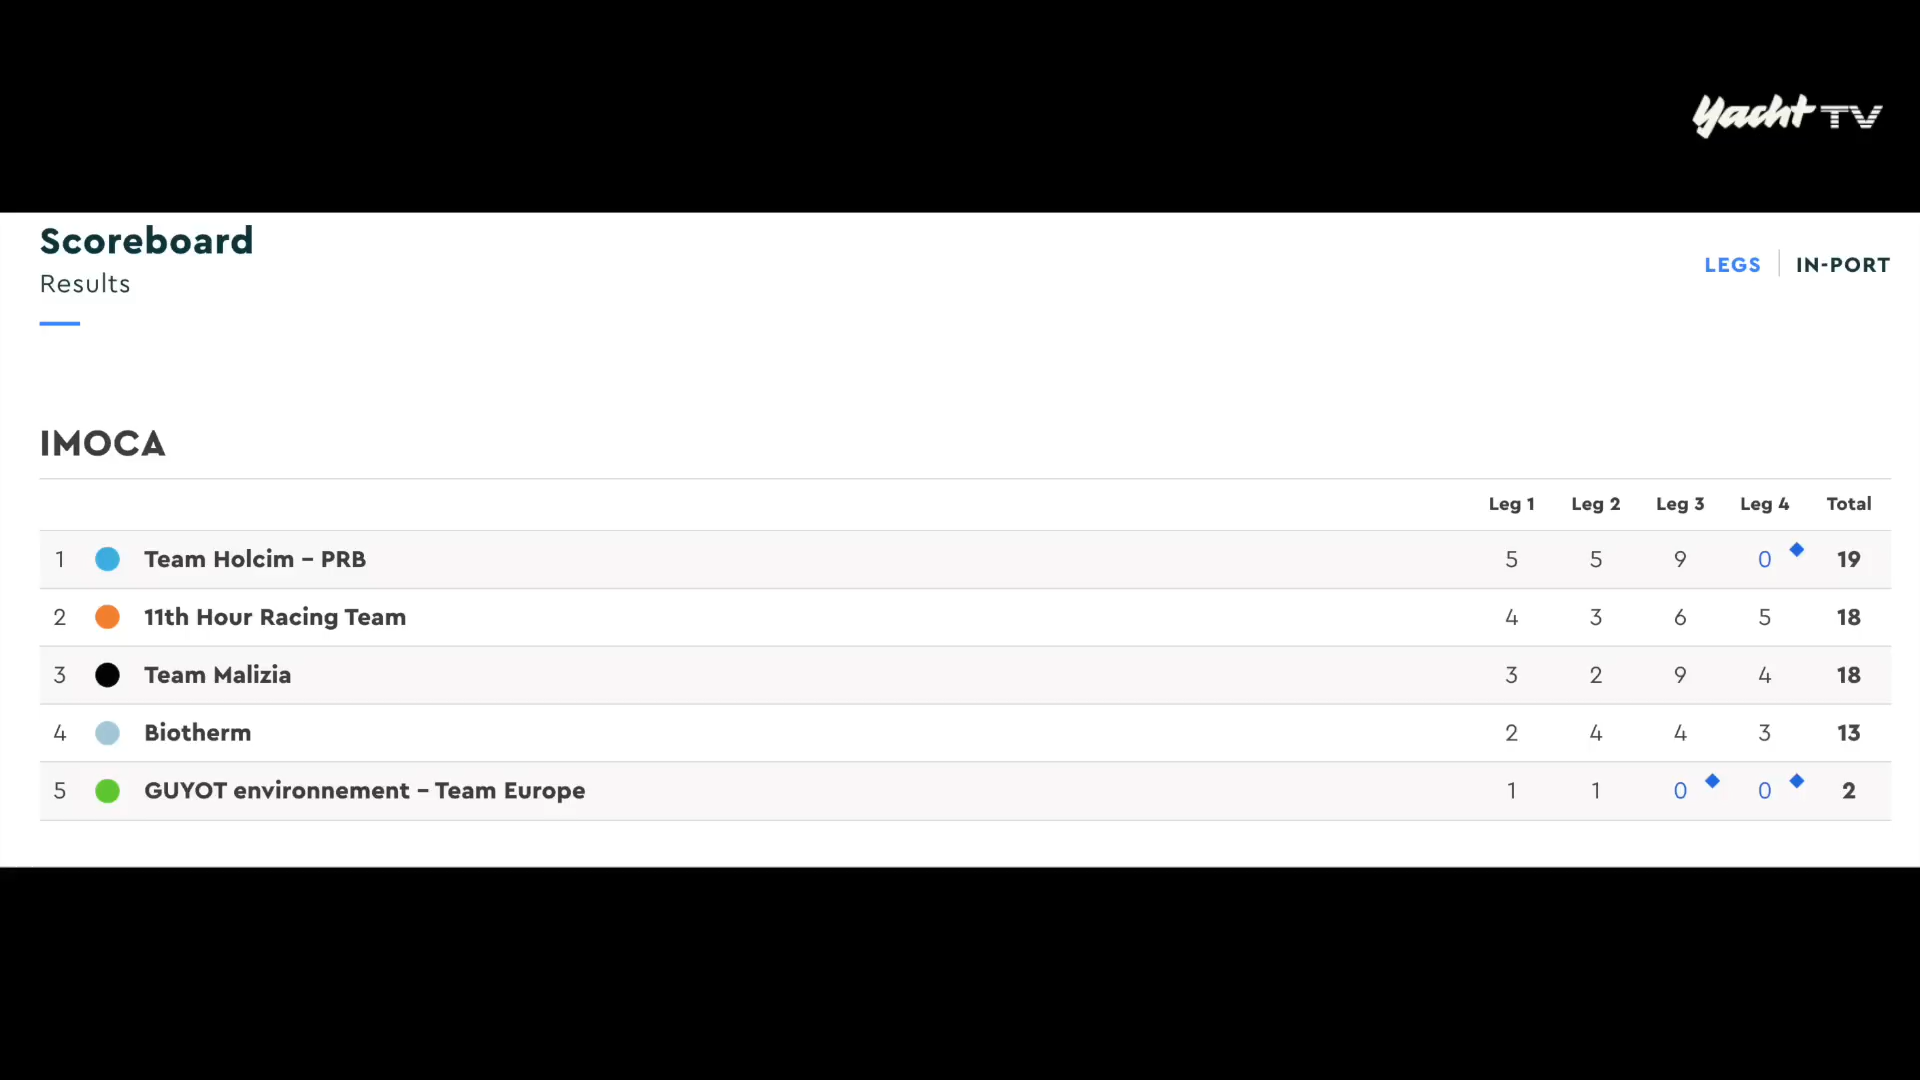 Yacht TV
Scoreboard
Results
LEGS IN-PORT
IMOCA
Leg 1 Leg 2 Leg 3 Leg 4 Total
1 Team Holcim – PRB 5 5 9 0 19
2 11th Hour Racing Team 4 3 6 5 18
3 Team Malizia 3 2 9 4 18
4 Biotherm 2 4 4 3 13
5 GUYOT environnement – Team Europe 1 1 0 0 2